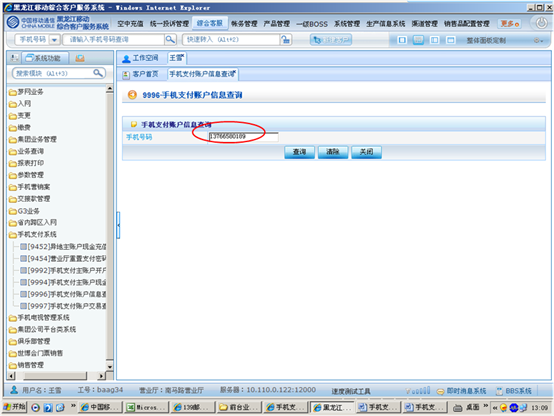 黑龙江移动综合客户服务系统 - Windows Internet Explorer
中国移动通信 CHINA MOBILE 黑龙江移动 综合客户服务系统 空中充值 统一投诉管理 综合客服 账务管理 产品管理 一级BOSS 系统管理 生产信息系统 渠道管理 销售品配置管理 更多
手机号码 请输入手机号码查询 快速转入 (Alt+2) 整体面板定制
系统功能 工作空间 王雪
搜索模块 (Alt+3) 客户首页 手机支付账户信息查询
梦网业务
入网
变更
缴费
集团业务管理
业务查询
报表打印
参数管理
手机营销案
交接款管理
G3业务
省内跨区入网
手机支付系统
[9452]异地主账户现金充值
[9454]营业厅重置支付密码
[9992]手机支付主账户开户
[9994]手机支付主账户现金
[9996]手机支付账户信息查
[9997]手机支付账户交易查
手机电视管理系统
集团公司平台类系统
俱乐部管理
世博会门票销售
销售管理
9996-手机支付账户信息查询
手机支付账户信息查询
手机号码 13766580189
查询 清除 关闭
用户名：王雪 工号：baag34 营业厅：南马路营业厅 服务器：10.110.0.122:12000 速度测试工具 即时消息系统 BBS系统
开始 中国移... Micros... 139邮... 前台业... 手机支... 黑龙江... 手机支... 手机支... 桌面 13:09